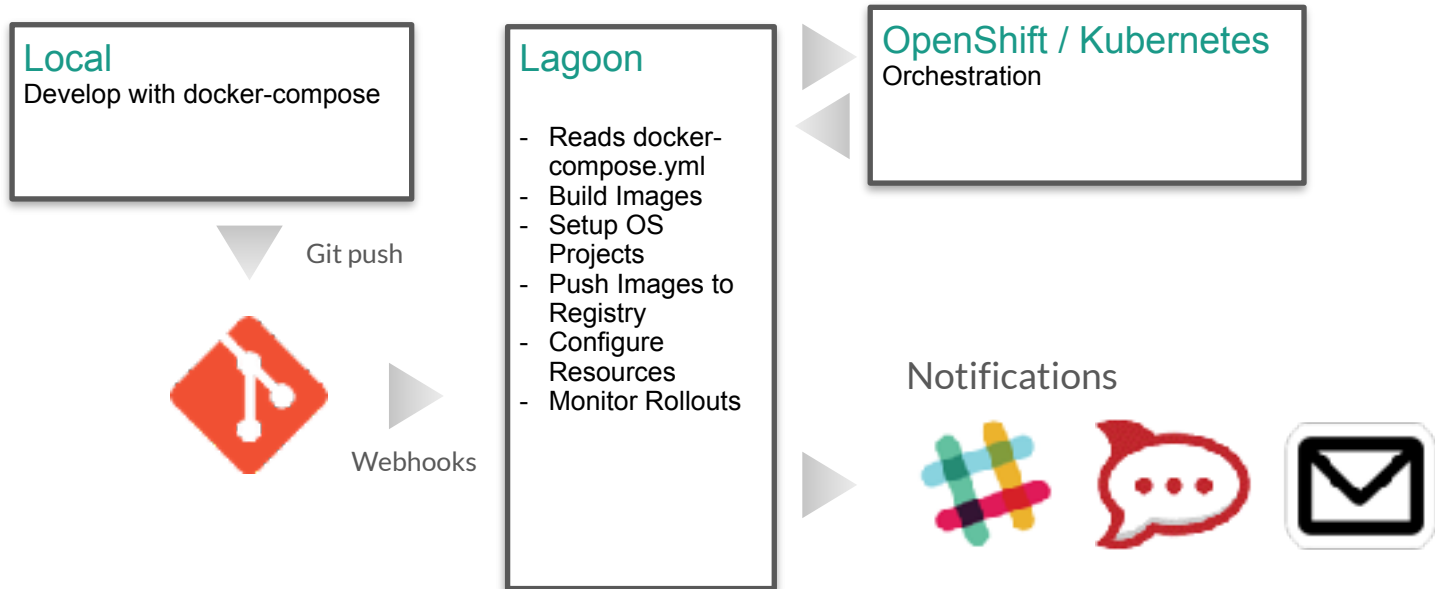 Local
Develop with docker-compose
Git push
Webhooks
Lagoon
- Reads docker-
compose.yml
- Build Images
- Setup OS
Projects
- Push Images to
Registry
- Configure
Resources
- Monitor Rollouts
OpenShift / Kubernetes
Orchestration
Notifications